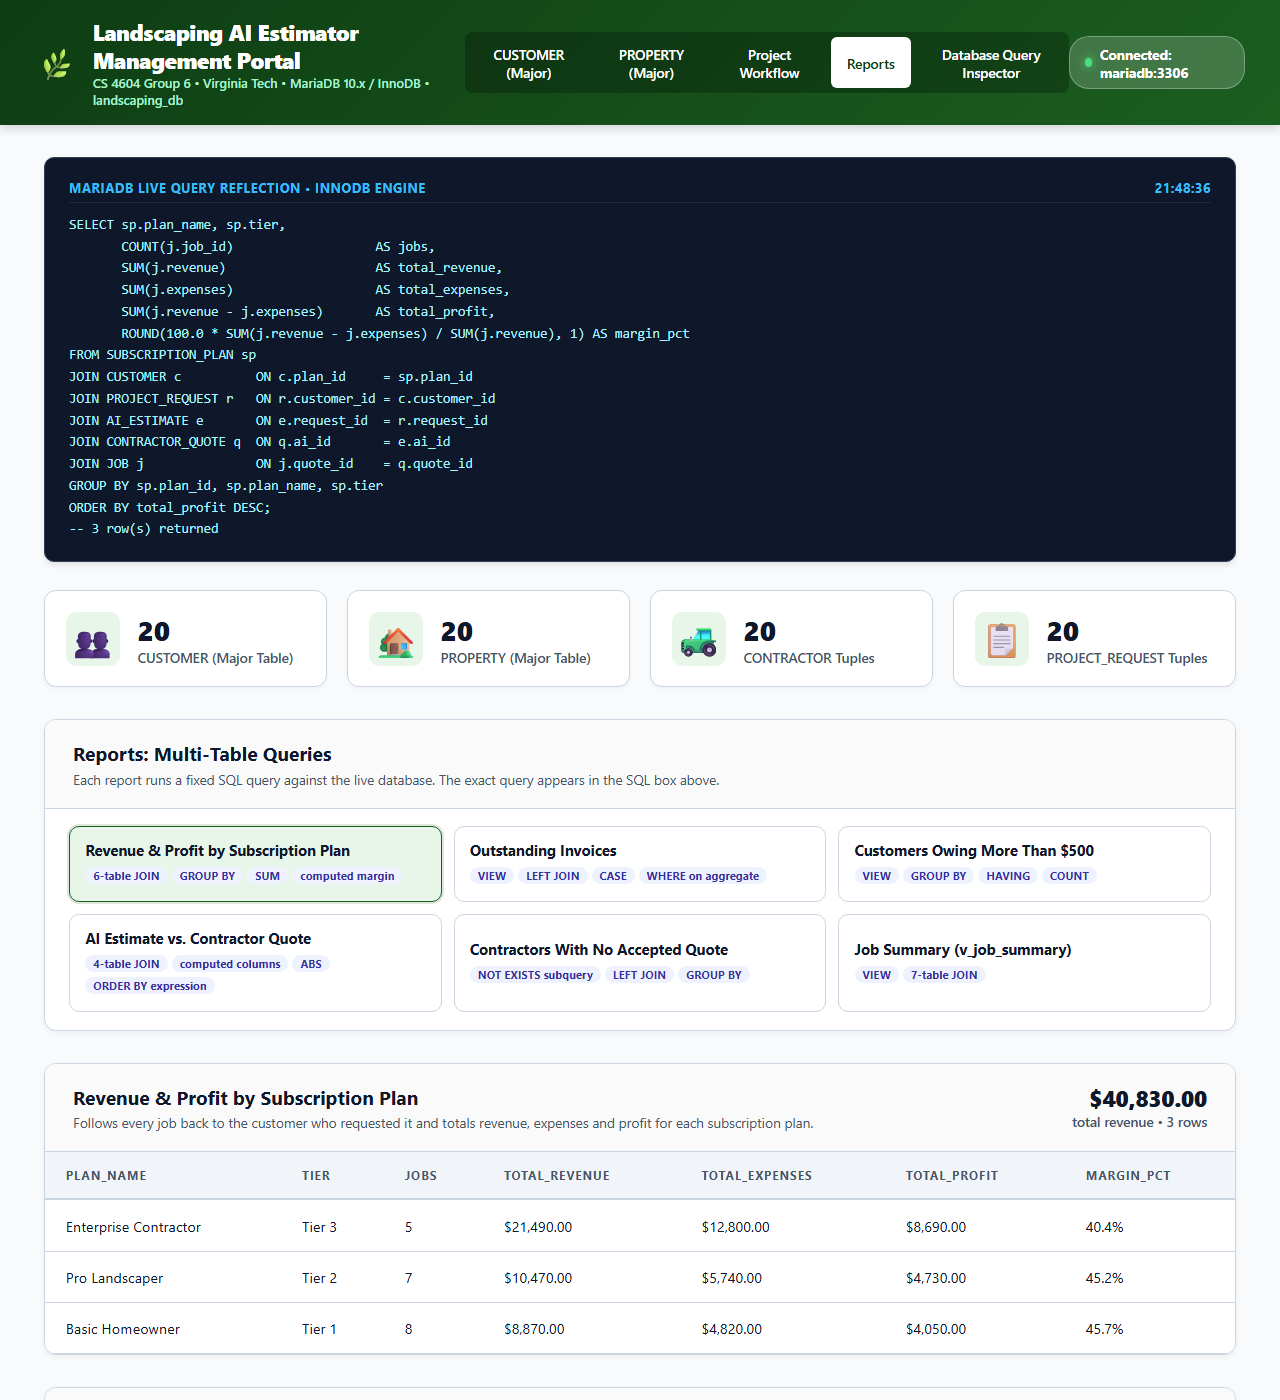 Landscaping AI Estimator
Management Portal
CS 4604 Group 6 • Virginia Tech • MariaDB 10.x / InnoDB •
landscaping_db
CUSTOMER
(Major)
PROPERTY
(Major)
Project
Workflow
Reports
Database Query
Inspector
Connected:
mariadb:3306
MARIADB LIVE QUERY REFLECTION • INNODB ENGINE
21:48:36
SELECT sp.plan_name, sp.tier,
       COUNT(j.job_id)                   AS jobs,
       SUM(j.revenue)                    AS total_revenue,
       SUM(j.expenses)                   AS total_expenses,
       SUM(j.revenue - j.expenses)       AS total_profit,
       ROUND(100.0 * SUM(j.revenue - j.expenses) / SUM(j.revenue), 1) AS margin_pct
FROM SUBSCRIPTION_PLAN sp
JOIN CUSTOMER c          ON c.plan_id     = sp.plan_id
JOIN PROJECT_REQUEST r   ON r.customer_id = c.customer_id
JOIN AI_ESTIMATE e       ON e.request_id  = r.request_id
JOIN CONTRACTOR_QUOTE q  ON q.ai_id       = e.ai_id
JOIN JOB j               ON j.quote_id    = q.quote_id
GROUP BY sp.plan_id, sp.plan_name, sp.tier
ORDER BY total_profit DESC;
-- 3 row(s) returned
20
CUSTOMER (Major Table)
20
PROPERTY (Major Table)
20
CONTRACTOR Tuples
20
PROJECT_REQUEST Tuples
Reports: Multi-Table Queries
Each report runs a fixed SQL query against the live database. The exact query appears in the SQL box above.
Revenue & Profit by Subscription Plan
6-table JOIN GROUP BY SUM computed margin
Outstanding Invoices
VIEW LEFT JOIN CASE WHERE on aggregate
Customers Owing More Than $500
VIEW GROUP BY HAVING COUNT
AI Estimate vs. Contractor Quote
4-table JOIN computed columns ABS
ORDER BY expression
Contractors With No Accepted Quote
NOT EXISTS subquery LEFT JOIN GROUP BY
Job Summary (v_job_summary)
VIEW 7-table JOIN
Revenue & Profit by Subscription Plan
Follows every job back to the customer who requested it and totals revenue, expenses and profit for each subscription plan.
$40,830.00
total revenue • 3 rows
PLAN_NAME TIER JOBS TOTAL_REVENUE TOTAL_EXPENSES TOTAL_PROFIT MARGIN_PCT
Enterprise Contractor Tier 3 5 $21,490.00 $12,800.00 $8,690.00 40.4%
Pro Landscaper Tier 2 7 $10,470.00 $5,740.00 $4,730.00 45.2%
Basic Homeowner Tier 1 8 $8,870.00 $4,820.00 $4,050.00 45.7%